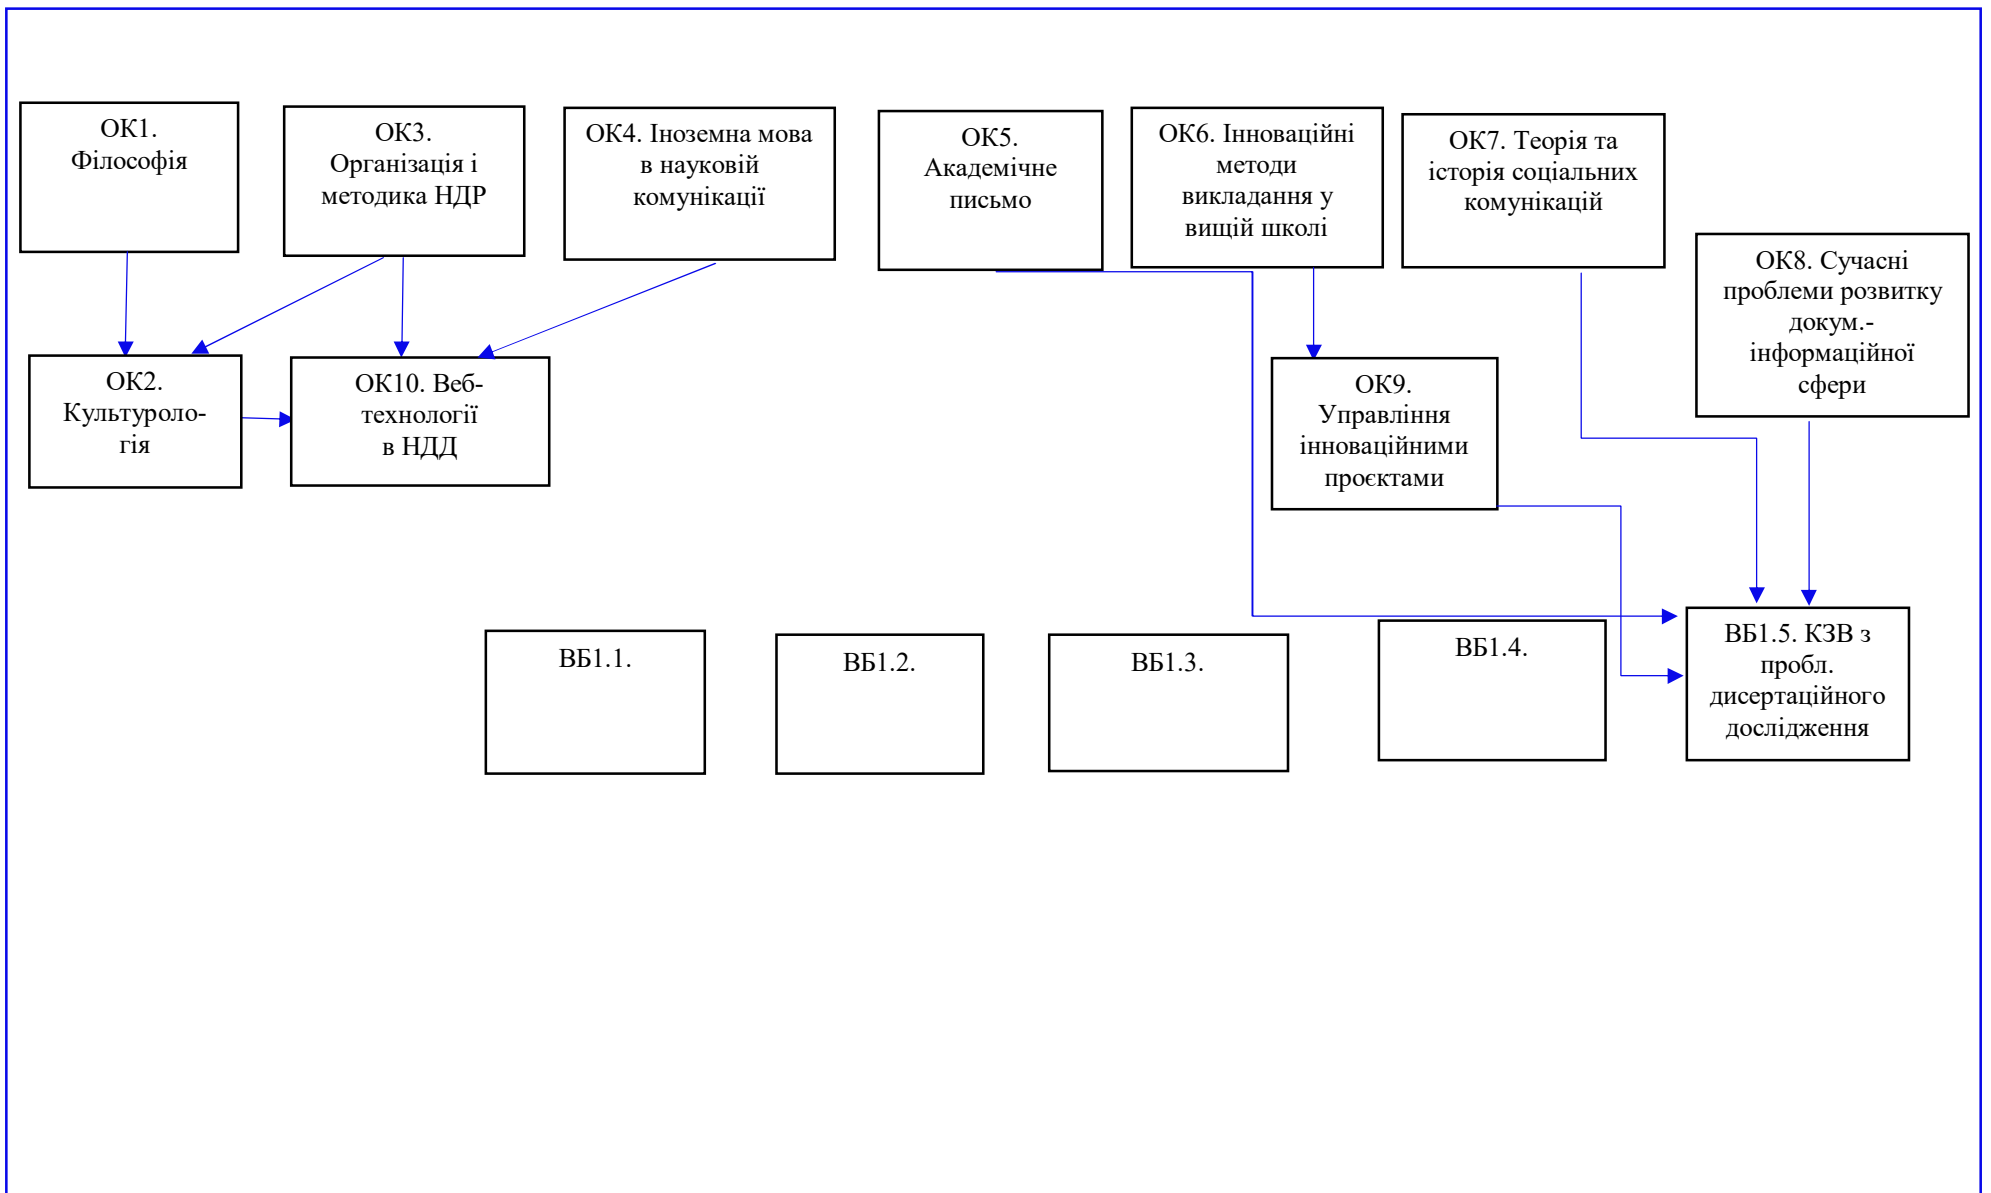 ОК1.
Філософія
ОК3.
Організація і
методика НДР
ОК4. Іноземна мова
в науковій
комунікації
ОК5.
Академічне
письмо
ОК6. Інноваційні
методи
викладання у
вищій школі
ОК7. Теорія та
історія соціальних
комунікацій
ОК8. Сучасні
проблеми розвитку
докум.-
інформаційної
сфери
ОК2.
Культуроло-
гія
ОК10. Веб-
технології
в НДД
ОК9.
Управління
інноваційними
проєктами
ВБ1.1.
ВБ1.2.
ВБ1.3.
ВБ1.4.
ВБ1.5. КЗВ з
пробл.
дисертаційного
дослідження